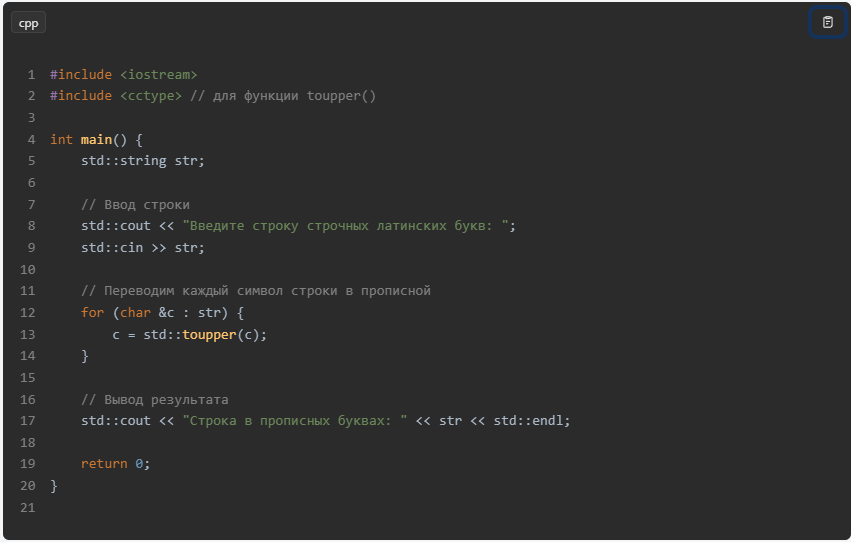 cpp
1 #include <iostream>
2 #include <cctype> // для функции toupper()
3
4 int main() {
5     std::string str;
6
7     // Ввод строки
8     std::cout << "Введите строку строчных латинских букв: ";
9     std::cin >> str;
10
11     // Переводим каждый символ строки в прописной
12     for (char &c : str) {
13         c = std::toupper(c);
14     }
15
16     // Вывод результата
17     std::cout << "Строка в прописных буквах: " << str << std::endl;
18
19     return 0;
20 }
21